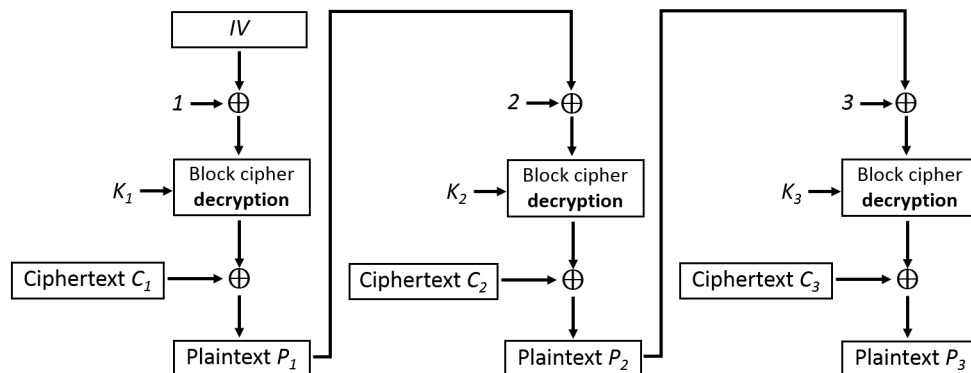 IV
1
2
3
Block cipher
decryption
Block cipher
decryption
Block cipher
decryption
K1
K2
K3
Ciphertext C1
Ciphertext C2
Ciphertext C3
Plaintext P1
Plaintext P2
Plaintext P3